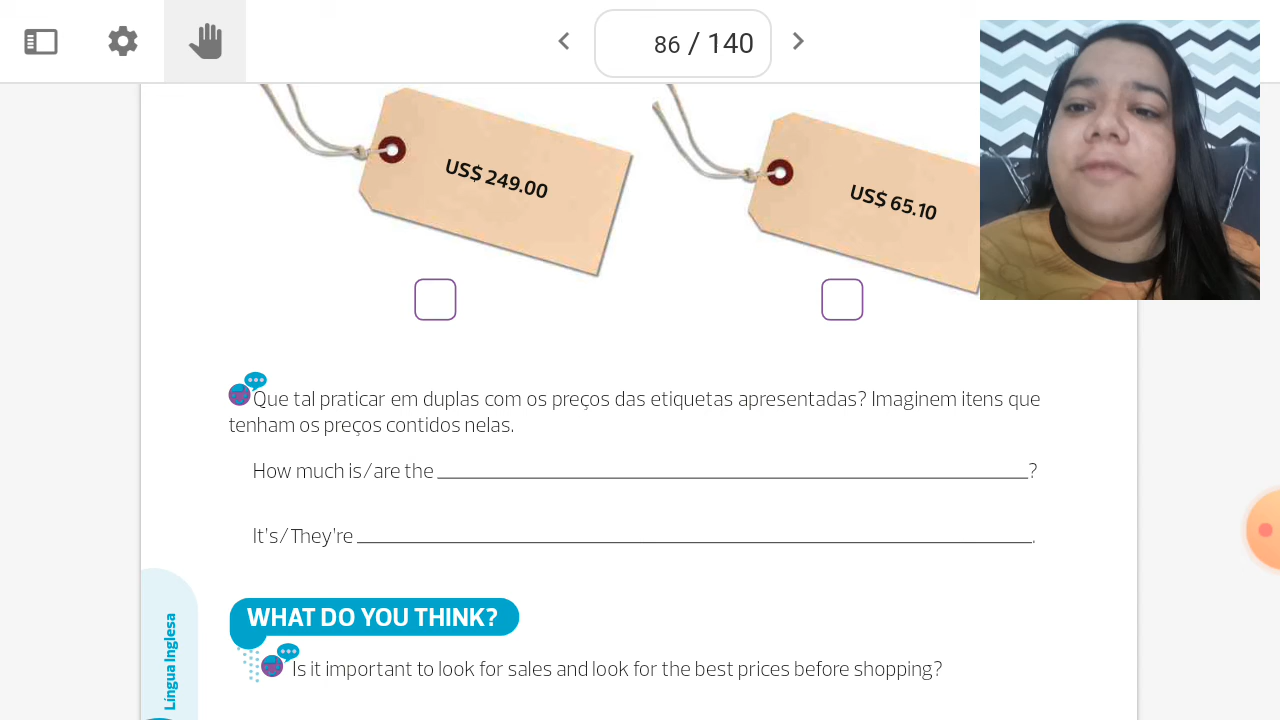 86 / 140
US$ 249.00
US$ 65.10
Que tal praticar em duplas com os preços das etiquetas apresentadas? Imaginem itens que
tenham os preços contidos nelas.
How much is/are the ?
It's/They're .
WHAT DO YOU THINK?
Is it important to look for sales and look for the best prices before shopping?
Língua Inglesa